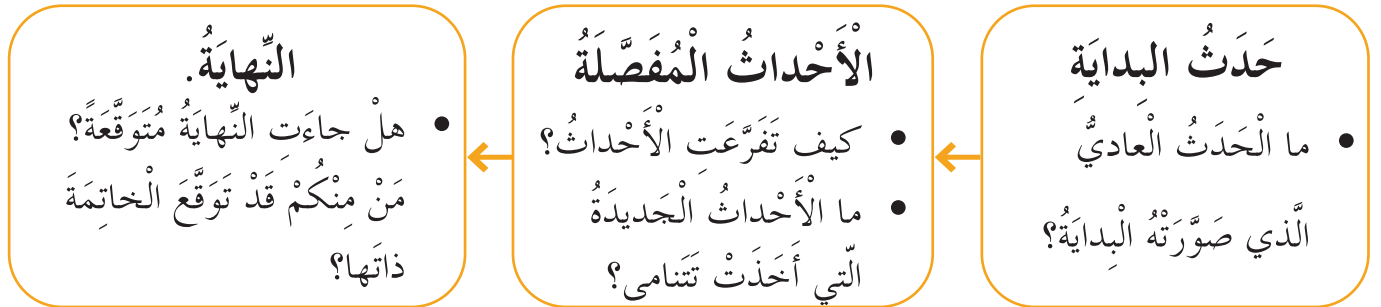 حَدَثُ البِدايَةِ
• ما الْحَدَثُ الْعادِيُّ
الَّذي صَوَّرَتْهُ الْبِدايَةُ؟
الْأَحْداثُ الْمُفَصَّلَةُ
• كيف تَفَرَّعَتِ الْأَحْداثُ؟
• ما الْأَحْداثُ الْجَديدَةُ
الّتي أَخَذَتْ تَتَنامى؟
النِّهايَةُ.
• هلْ جاءَتِ النِّهايَةُ مُتَوَقَّعَةً؟
مَنْ مِنْكُمْ قَدْ تَوَقَّعَ الْخاتِمَةَ
ذاتَها؟